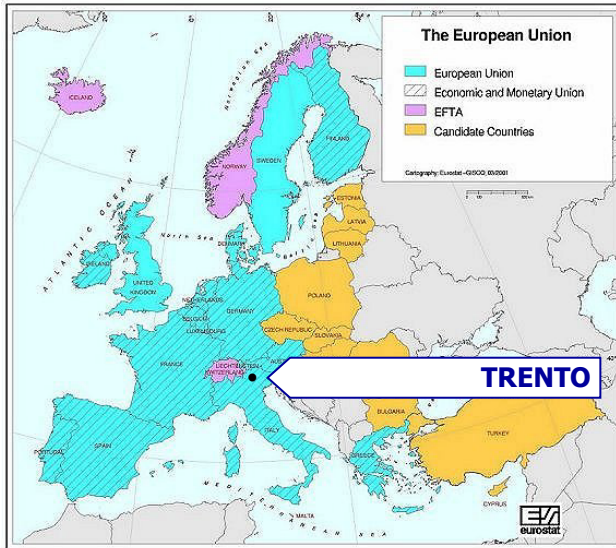 The European Union
European Union
Economic and Monetary Union
EFTA
Candidate Countries
Cartography: Eurostat - GISCO, 03/2001
Norwegian Sea
ICELAND
FINLAND
NORWAY
SWEDEN
ESTONIA
LATVIA
LITHUANIA
ATLANTIC OCEAN
North Sea
Baltic Sea
DENMARK
IRELAND
UNITED
KINGDOM
NETHERLANDS
POLAND
GERMANY
BELGIUM
LUXEMBOURG
CZECH REPUBLIC
SLOVAKIA
FRANCE
LIECHTENSTEIN
SWITZERLAND
TRENTO
BULGARIA
ITALY
PORTUGAL
SPAIN
GREECE
TURKEY
MEDITERRANEAN SEA
MALTA
CYPRUS
eurostat